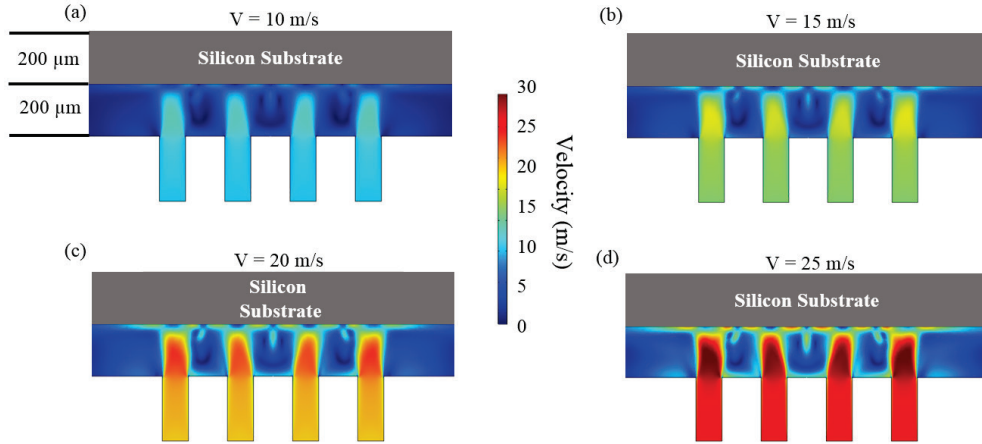 (a)
V = 10 m/s
200 μm
Silicon Substrate
200 μm
(b)
V = 15 m/s
Silicon Substrate
30
25
20
15
10
5
0
Velocity (m/s)
(c)
V = 20 m/s
Silicon
Substrate
(d)
V = 25 m/s
Silicon Substrate